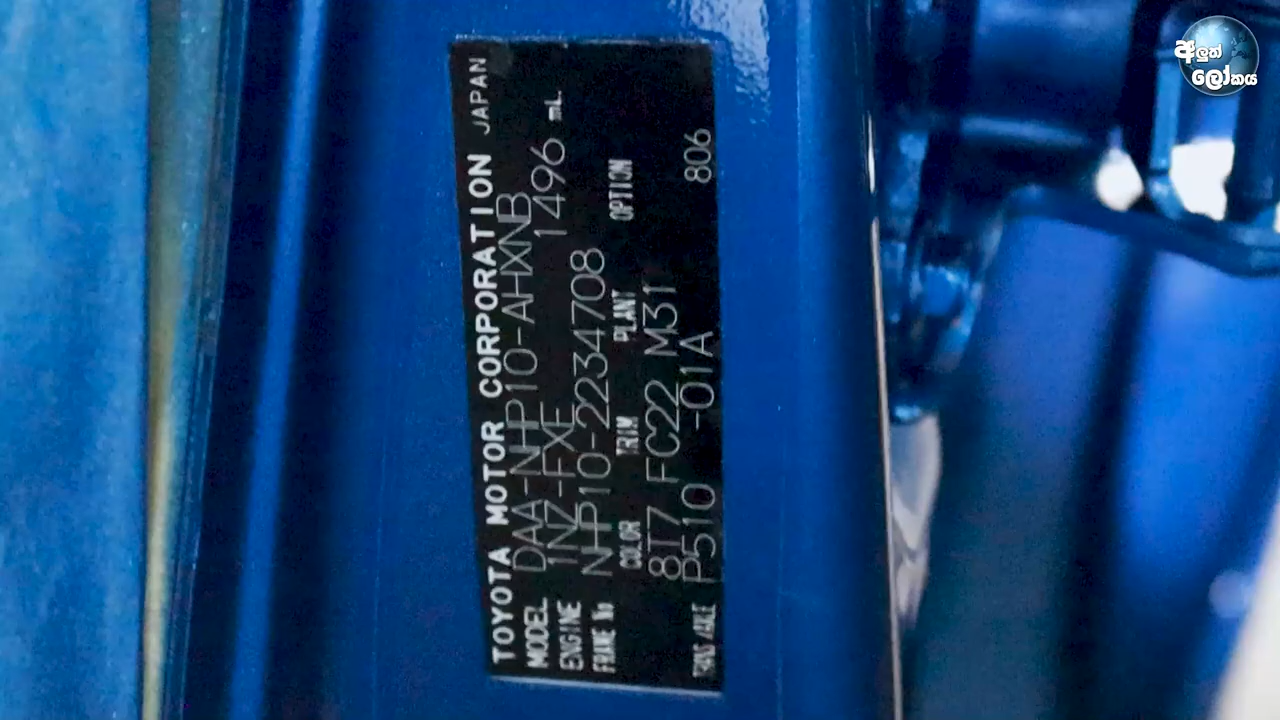 TOYOTA MOTOR CORPORATION JAPAN
MODEL DAA-NHP10-AHXNB
ENGINE 1NZ-FXE 1496 mL
FRAME No NHP10-2234708
COLOR TRIM PLANT OPTION
8T7 FC22 M31
TRANS/AXLE P510 -01A 806
අලුත්
ලෝකය